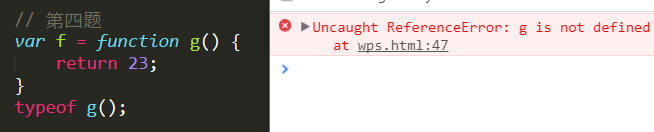 // 第四题
var f = function g() {
    return 23;
}
typeof g();
Uncaught ReferenceError: g is not defined
at wps.html:47